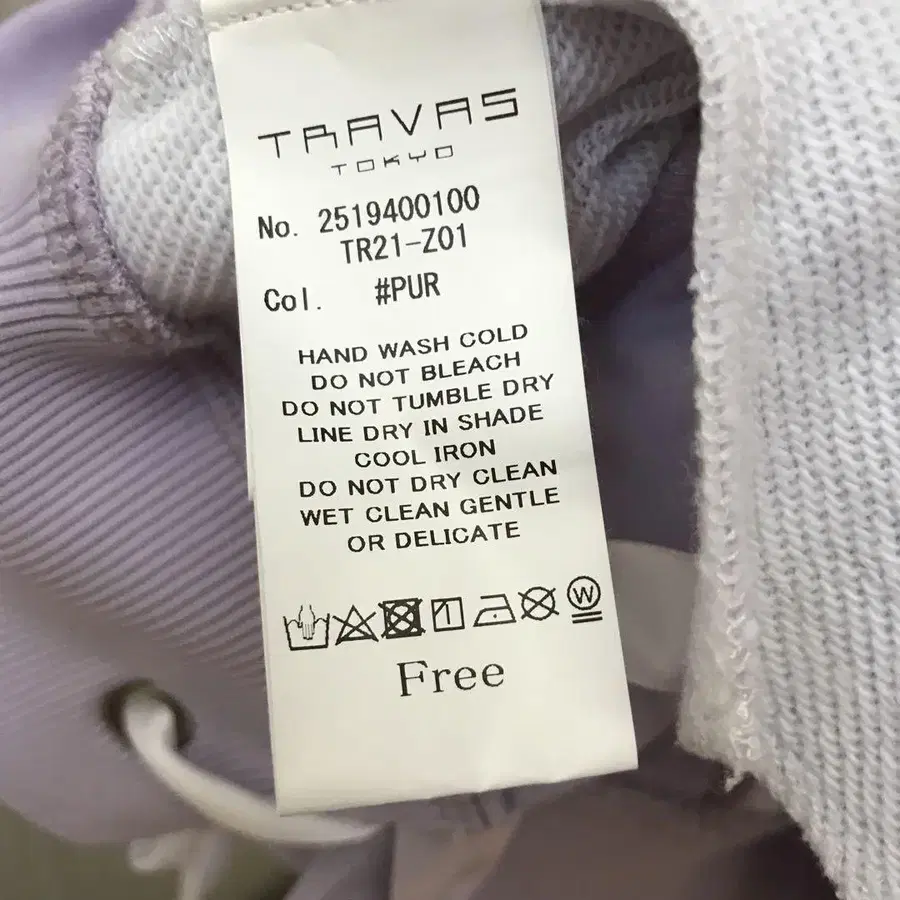 TRAVAS
TOKYO
No. 2519400100
TR21-Z01
Col. #PUR
HAND WASH COLD
DO NOT BLEACH
DO NOT TUMBLE DRY
LINE DRY IN SHADE
COOL IRON
DO NOT DRY CLEAN
WET CLEAN GENTLE
OR DELICATE
W
Free